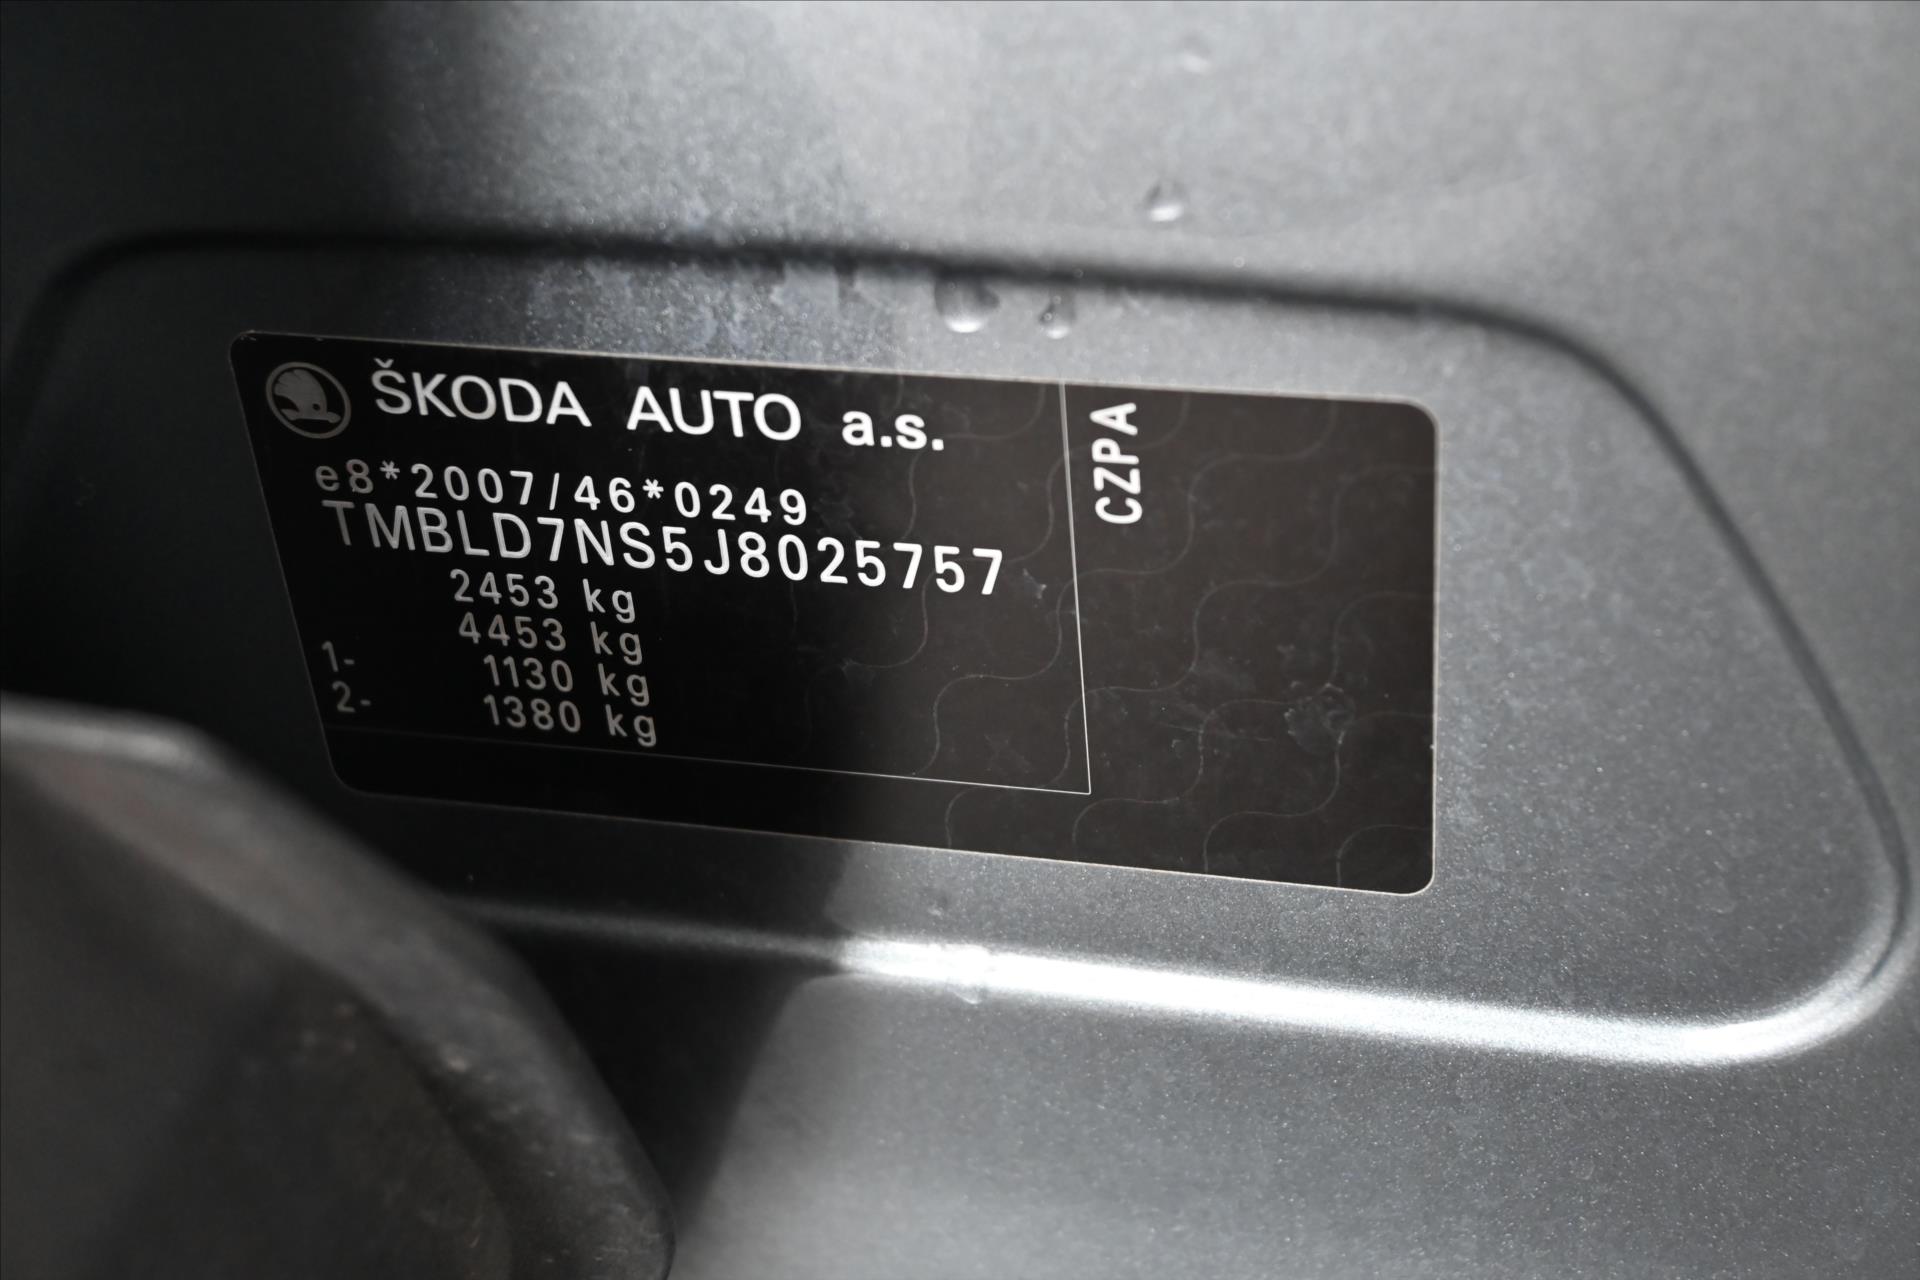 ŠKODA AUTO a.s.
e8*2007/46*0249
TMBLD7NS5J8025757
2453 kg
4453 kg
1- 1130 kg
2- 1380 kg
CZPA